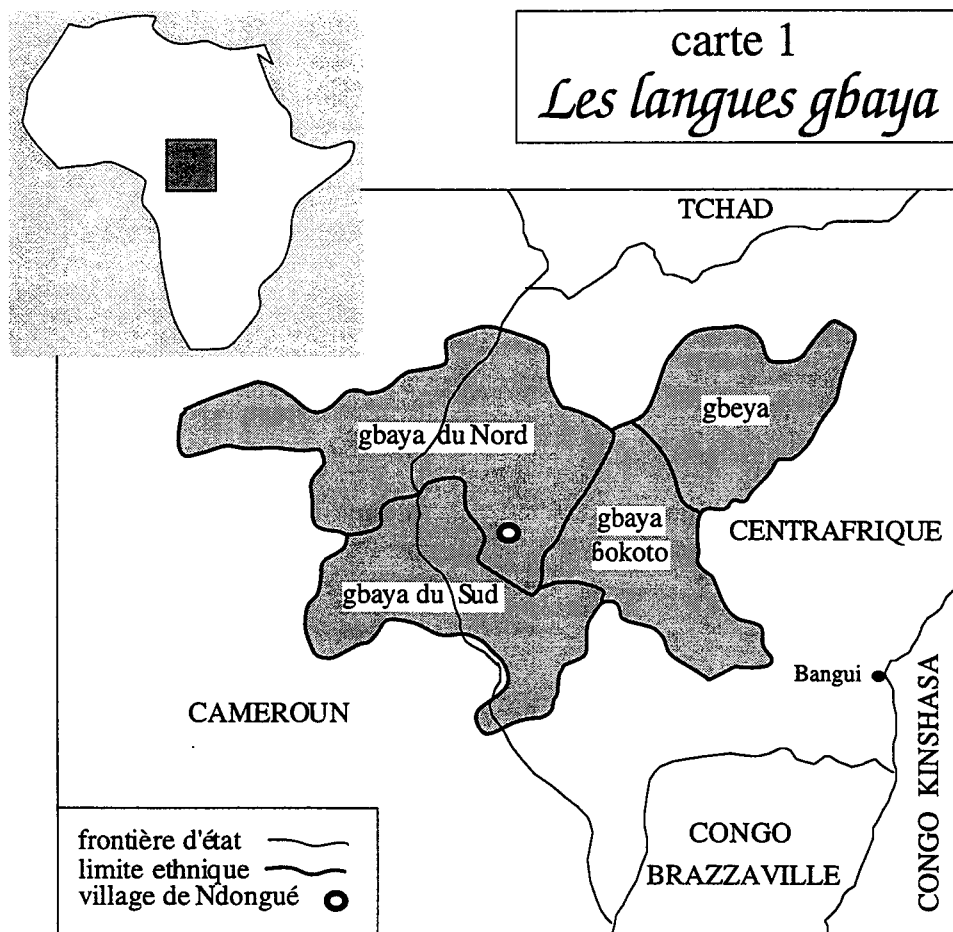 carte 1
Les langues gbaya
TCHAD
gbeya
gbaya du Nord
gbaya
ɓokoto
CENTRAFRIQUE
gbaya du Sud
Bangui
CAMEROUN
CONGO KINSHASA
CONGO
BRAZZAVILLE
frontière d'état
limite ethnique
village de Ndongué